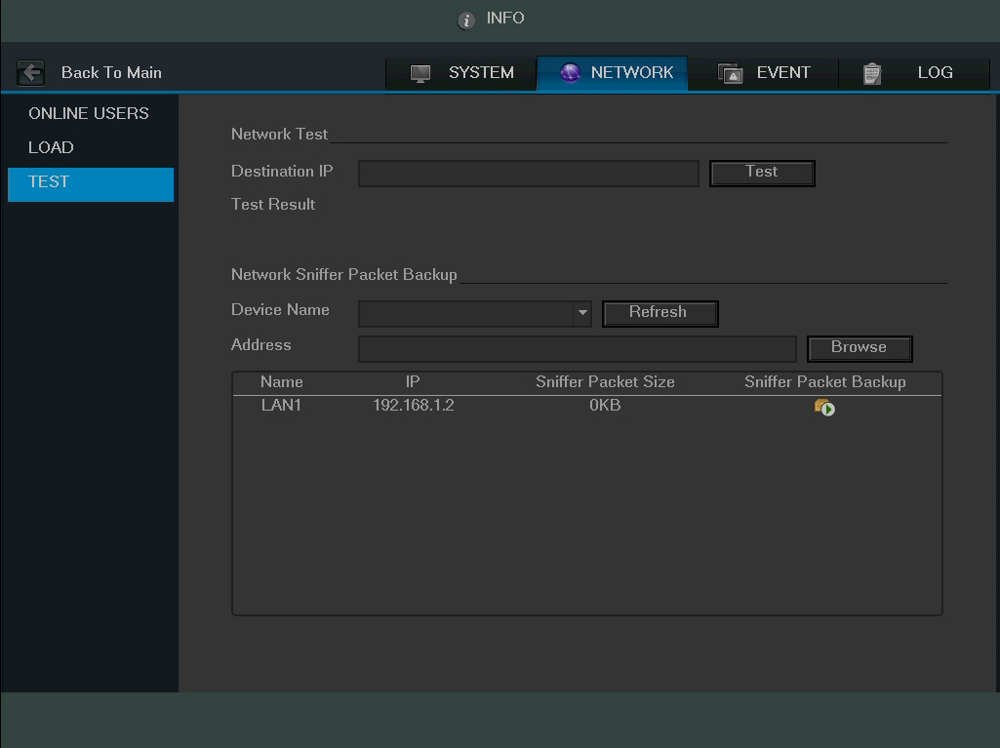 INFO
Back To Main
SYSTEM
NETWORK
EVENT
LOG
ONLINE USERS
LOAD
TEST
Network Test
Destination IP
Test
Test Result
Network Sniffer Packet Backup
Device Name
Refresh
Address
Browse
Name IP Sniffer Packet Size Sniffer Packet Backup
LAN1 192.168.1.2 0KB